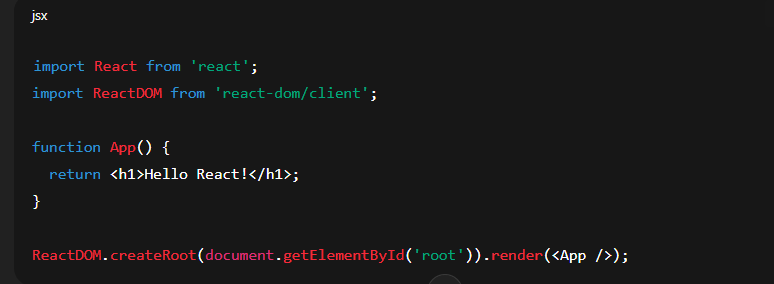 jsx
import React from 'react';
import ReactDOM from 'react-dom/client';
function App() {
  return <h1>Hello React!</h1>;
}
ReactDOM.createRoot(document.getElementById('root')).render(<App />);